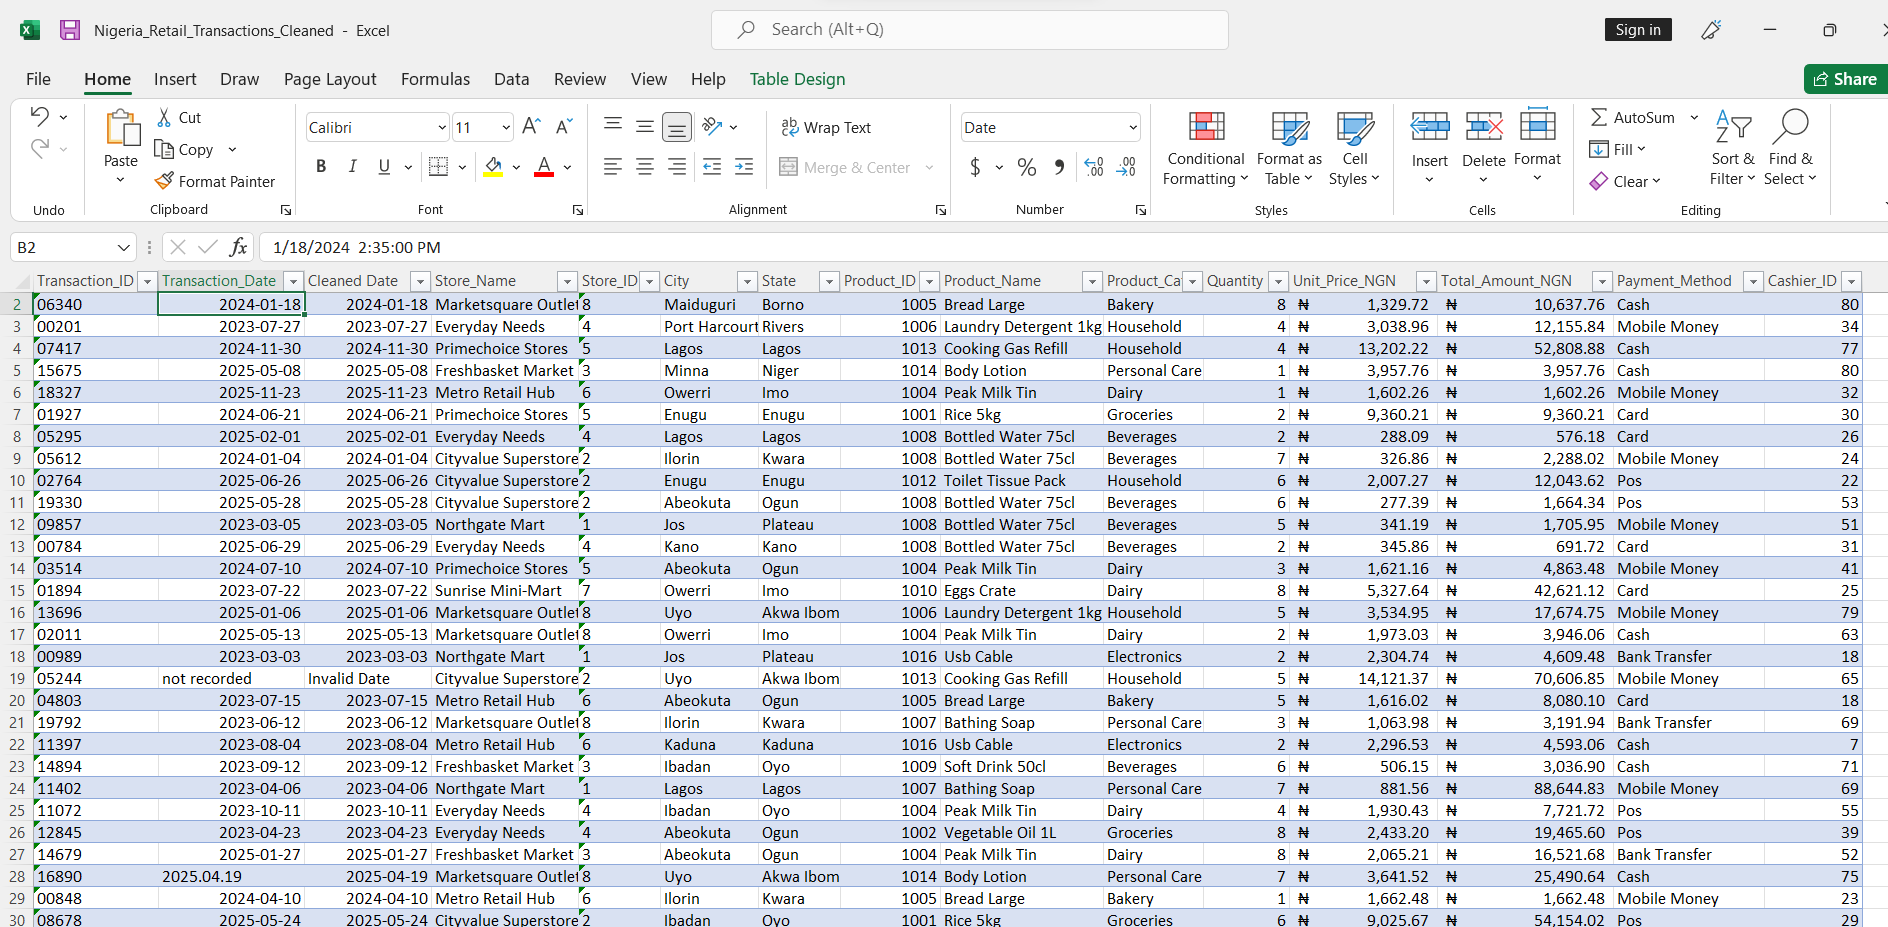 Nigeria_Retail_Transactions_Cleaned - Excel
Search (Alt+Q)
Sign in
File Home Insert Draw Page Layout Formulas Data Review View Help Table Design
Share
Paste
Cut
Copy
Format Painter
Calibri 11
B I U A
ab Wrap Text
Merge & Center
Date
$ % 9 .00 .00
Conditional Formatting
Format as Table
Cell Styles
Insert Delete Format
AutoSum
Fill
Clear
Sort & Filter
Find & Select
Undo Clipboard Font Alignment Number Styles Cells Editing
B2 fx 1/18/2024 2:35:00 PM
Transaction_ID Transaction_Date Cleaned Date Store_Name Store_ID City State Product_ID Product_Name Product_Ca Quantity Unit_Price_NGN Total_Amount_NGN Payment_Method Cashier_ID
2 06340 2024-01-18 2024-01-18 Marketsquare Outlet 8 Maiduguri Borno 1005 Bread Large Bakery 8 ₦ 1,329.72 ₦ 10,637.76 Cash 80
3 00201 2023-07-27 2023-07-27 Everyday Needs 4 Port Harcourt Rivers 1006 Laundry Detergent 1kg Household 4 ₦ 3,038.96 ₦ 12,155.84 Mobile Money 34
4 07417 2024-11-30 2024-11-30 Primechoice Stores 5 Lagos Lagos 1013 Cooking Gas Refill Household 4 ₦ 13,202.22 ₦ 52,808.88 Cash 77
5 15675 2025-05-08 2025-05-08 Freshbasket Market 3 Minna Niger 1014 Body Lotion Personal Care 1 ₦ 3,957.76 ₦ 3,957.76 Cash 80
6 18327 2025-11-23 2025-11-23 Metro Retail Hub 6 Owerri Imo 1004 Peak Milk Tin Dairy 1 ₦ 1,602.26 ₦ 1,602.26 Mobile Money 32
7 01927 2024-06-21 2024-06-21 Primechoice Stores 5 Enugu Enugu 1001 Rice 5kg Groceries 2 ₦ 9,360.21 ₦ 9,360.21 Card 30
8 05295 2025-02-01 2025-02-01 Everyday Needs 4 Lagos Lagos 1008 Bottled Water 75cl Beverages 2 ₦ 288.09 ₦ 576.18 Card 26
9 05612 2024-01-04 2024-01-04 Cityvalue Superstore 2 Ilorin Kwara 1008 Bottled Water 75cl Beverages 7 ₦ 326.86 ₦ 2,288.02 Mobile Money 24
10 02764 2025-06-26 2025-06-26 Cityvalue Superstore 2 Enugu Enugu 1012 Toilet Tissue Pack Household 6 ₦ 2,007.27 ₦ 12,043.62 Pos 22
11 19330 2025-05-28 2025-05-28 Cityvalue Superstore 2 Abeokuta Ogun 1008 Bottled Water 75cl Beverages 6 ₦ 277.39 ₦ 1,664.34 Pos 53
12 09857 2023-03-05 2023-03-05 Northgate Mart 1 Jos Plateau 1008 Bottled Water 75cl Beverages 5 ₦ 341.19 ₦ 1,705.95 Mobile Money 51
13 00784 2025-06-29 2025-06-29 Everyday Needs 4 Kano Kano 1008 Bottled Water 75cl Beverages 2 ₦ 345.86 ₦ 691.72 Card 31
14 03514 2024-07-10 2024-07-10 Primechoice Stores 5 Abeokuta Ogun 1004 Peak Milk Tin Dairy 3 ₦ 1,621.16 ₦ 4,863.48 Mobile Money 41
15 01894 2023-07-22 2023-07-22 Sunrise Mini-Mart 7 Owerri Imo 1010 Eggs Crate Dairy 8 ₦ 5,327.64 ₦ 42,621.12 Card 25
16 13696 2025-01-06 2025-01-06 Marketsquare Outlet 8 Uyo Akwa Ibom 1006 Laundry Detergent 1kg Household 5 ₦ 3,534.95 ₦ 17,674.75 Mobile Money 79
17 02011 2025-05-13 2025-05-13 Marketsquare Outlet 8 Owerri Imo 1004 Peak Milk Tin Dairy 2 ₦ 1,973.03 ₦ 3,946.06 Cash 63
18 00989 2023-03-03 2023-03-03 Northgate Mart 1 Jos Plateau 1016 Usb Cable Electronics 2 ₦ 2,304.74 ₦ 4,609.48 Bank Transfer 18
19 05244 not recorded Invalid Date Cityvalue Superstore 2 Uyo Akwa Ibom 1013 Cooking Gas Refill Household 5 ₦ 14,121.37 ₦ 70,606.85 Mobile Money 65
20 04803 2023-07-15 2023-07-15 Metro Retail Hub 6 Abeokuta Ogun 1005 Bread Large Bakery 5 ₦ 1,616.02 ₦ 8,080.10 Card 18
21 19792 2023-06-12 2023-06-12 Marketsquare Outlet 8 Ilorin Kwara 1007 Bathing Soap Personal Care 3 ₦ 1,063.98 ₦ 3,191.94 Bank Transfer 69
22 11397 2023-08-04 2023-08-04 Metro Retail Hub 6 Kaduna Kaduna 1016 Usb Cable Electronics 2 ₦ 2,296.53 ₦ 4,593.06 Cash 7
23 14894 2023-09-12 2023-09-12 Freshbasket Market 3 Ibadan Oyo 1009 Soft Drink 50cl Beverages 6 ₦ 506.15 ₦ 3,036.90 Cash 71
24 11402 2023-04-06 2023-04-06 Northgate Mart 1 Lagos Lagos 1007 Bathing Soap Personal Care 7 ₦ 881.56 ₦ 88,644.83 Mobile Money 69
25 11072 2023-10-11 2023-10-11 Everyday Needs 4 Ibadan Oyo 1004 Peak Milk Tin Dairy 4 ₦ 1,930.43 ₦ 7,721.72 Pos 55
26 12845 2023-04-23 2023-04-23 Everyday Needs 4 Abeokuta Ogun 1002 Vegetable Oil 1L Groceries 8 ₦ 2,433.20 ₦ 19,465.60 Pos 39
27 14679 2025-01-27 2025-01-27 Freshbasket Market 3 Abeokuta Ogun 1004 Peak Milk Tin Dairy 8 ₦ 2,065.21 ₦ 16,521.68 Bank Transfer 52
28 16890 2025.04.19 2025-04-19 Marketsquare Outlet 8 Uyo Akwa Ibom 1014 Body Lotion Personal Care 7 ₦ 3,641.52 ₦ 25,490.64 Cash 75
29 00848 2024-04-10 2024-04-10 Metro Retail Hub 6 Ilorin Kwara 1005 Bread Large Bakery 1 ₦ 1,662.48 ₦ 1,662.48 Mobile Money 23
30 08678 2025-05-24 2025-05-24 Cityvalue Superstore 2 Ibadan Oyo 1001 Rice 5kg Groceries 6 ₦ 9,025.67 ₦ 54,154.02 Pos 29